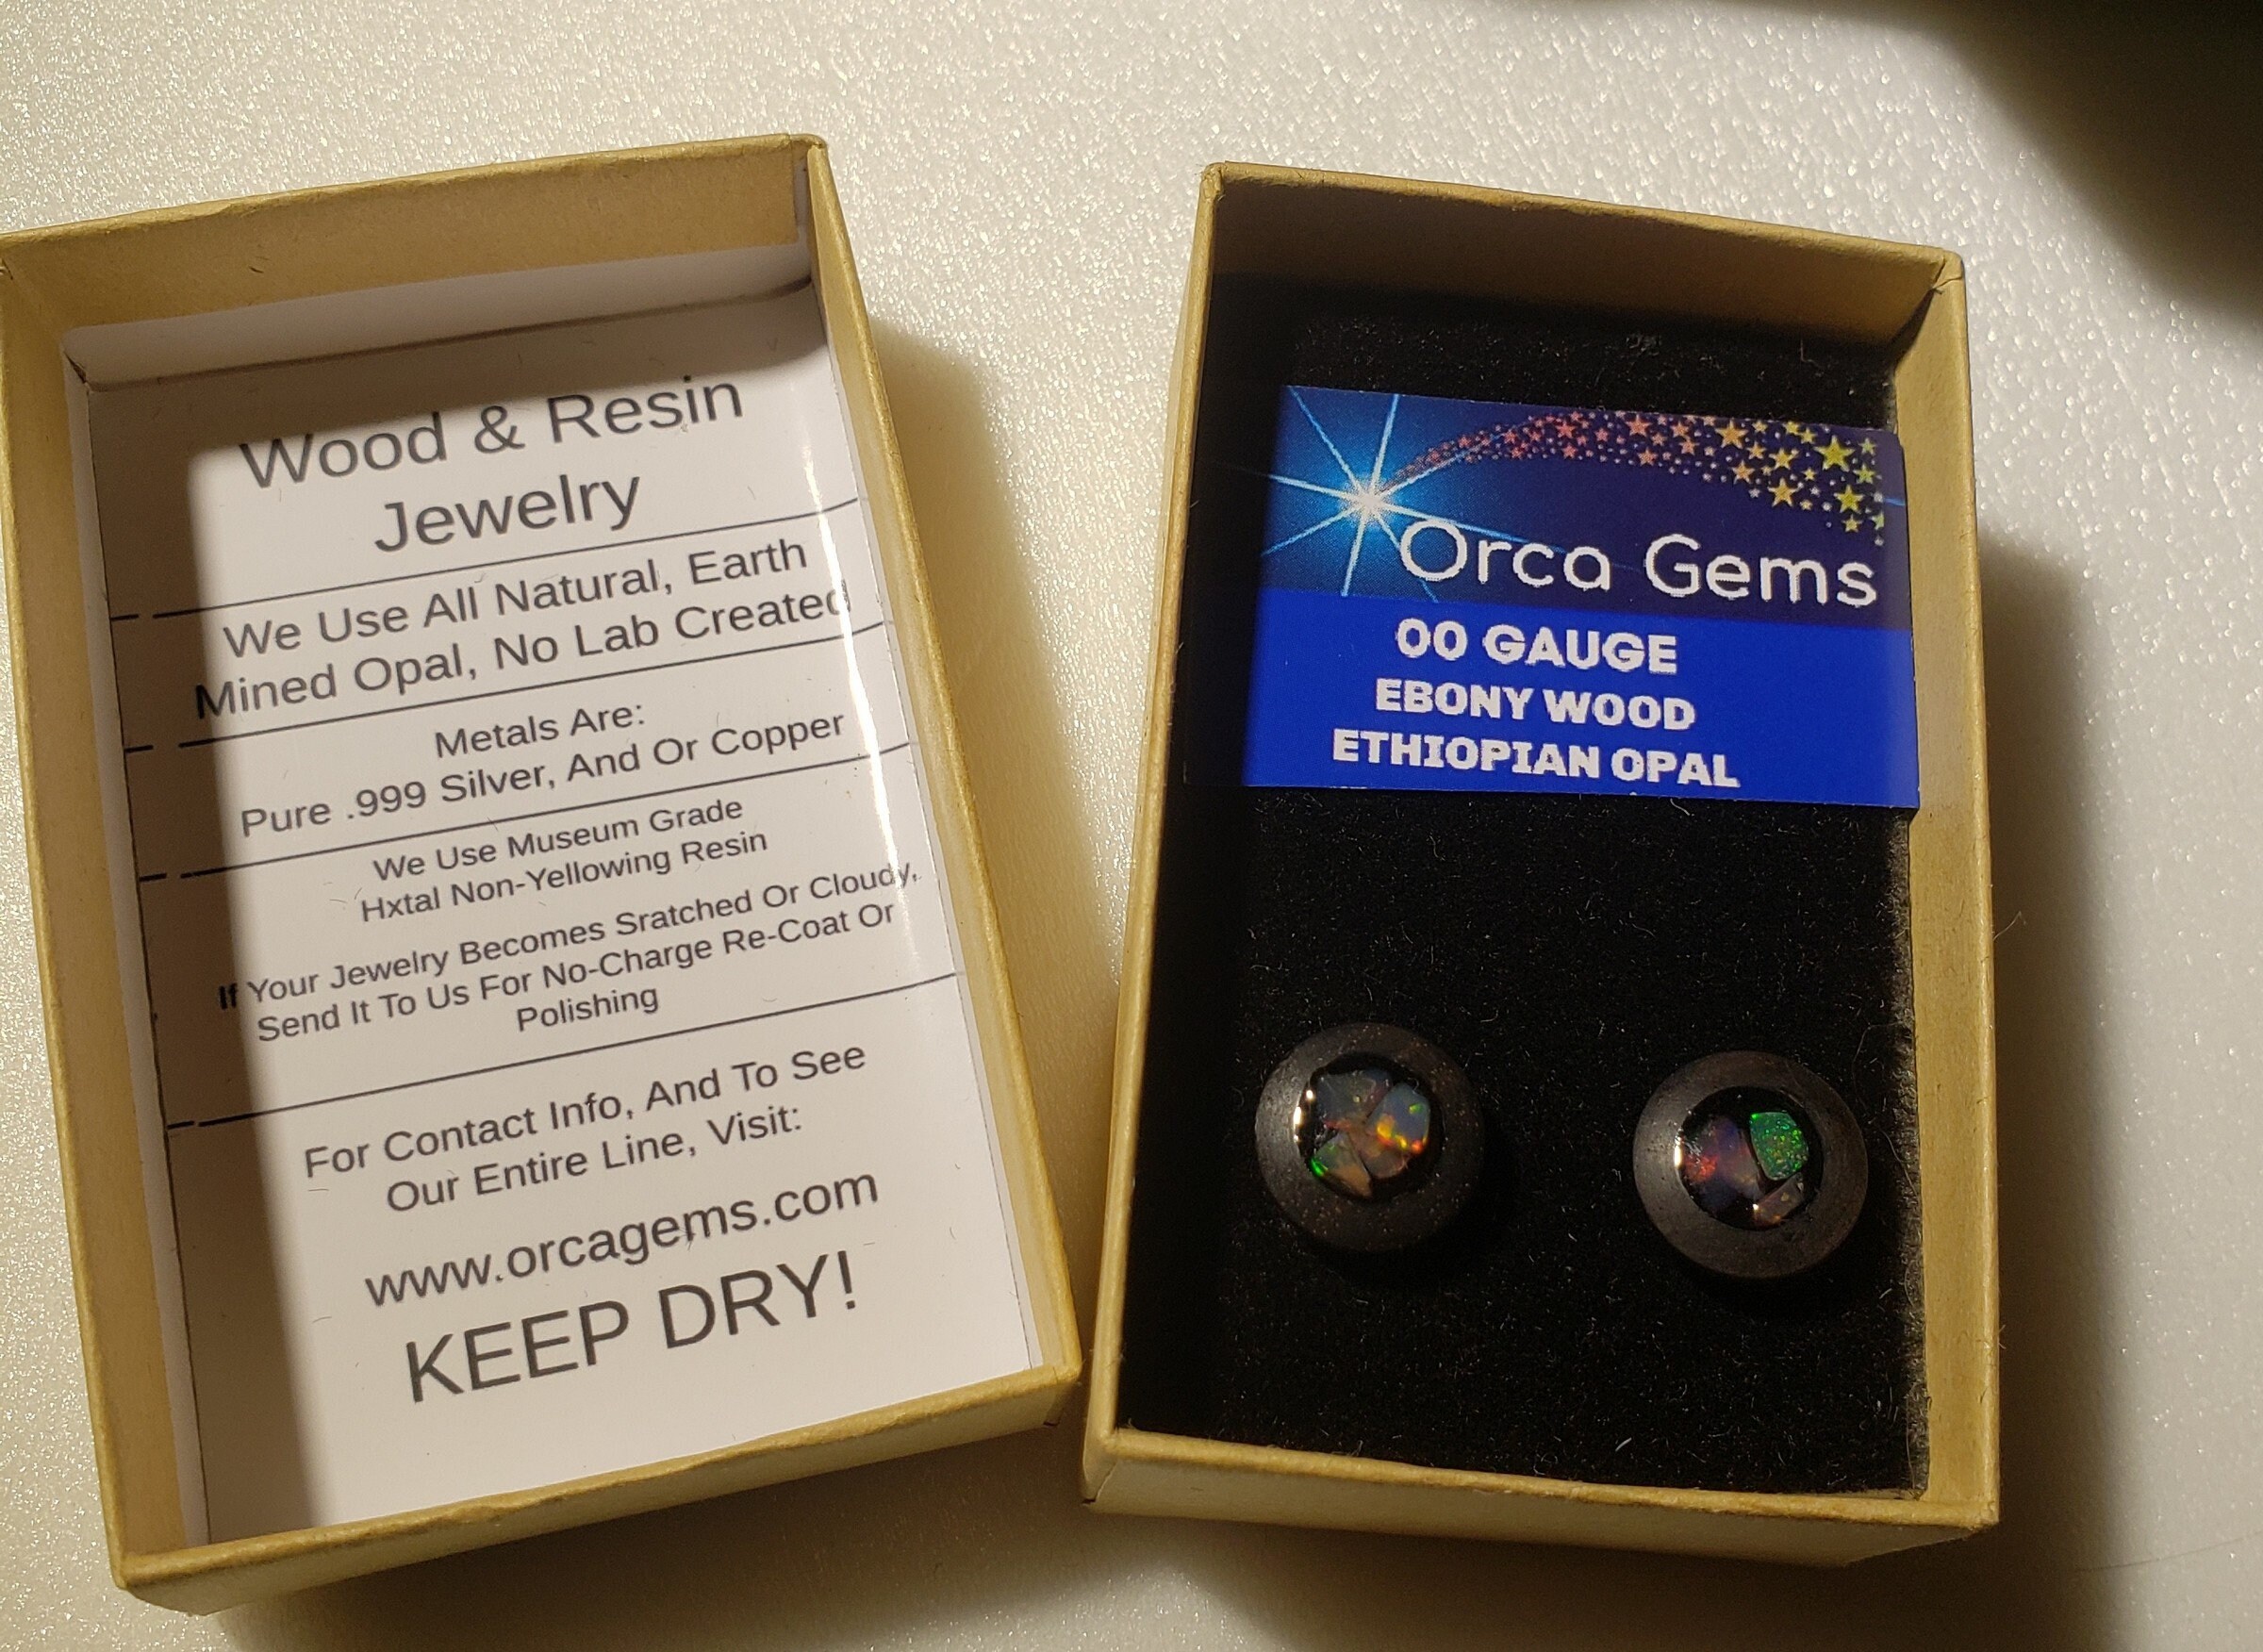 Wood & Resin
Jewelry
We Use All Natural, Earth
Mined Opal, No Lab Created
Metals Are:
Pure .999 Silver, And Or Copper
We Use Museum Grade
Hxtal Non-Yellowing Resin
If Your Jewelry Becomes Sratched Or Cloudy,
Send It To Us For No-Charge Re-Coat Or
Polishing
For Contact Info, And To See
Our Entire Line, Visit:
www.orcagems.com
KEEP DRY!
Orca Gems
00 GAUGE
EBONY WOOD
ETHIOPIAN OPAL